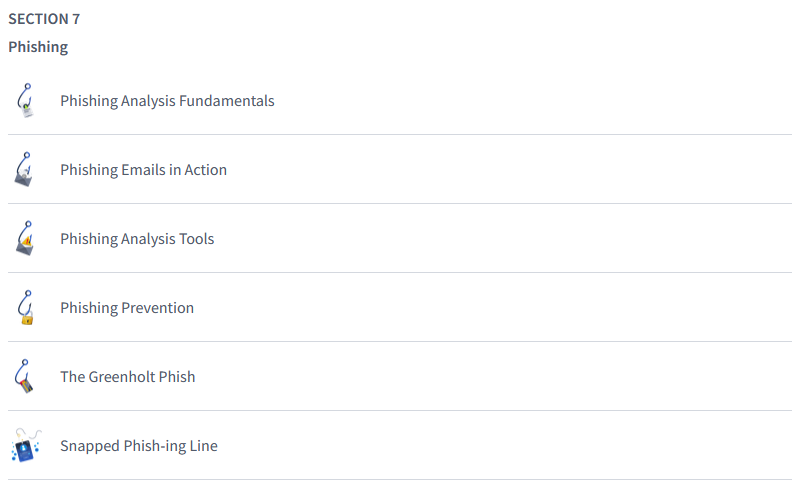 SECTION 7
Phishing
Phishing Analysis Fundamentals
Phishing Emails in Action
Phishing Analysis Tools
Phishing Prevention
The Greenholt Phish
Snapped Phish-ing Line